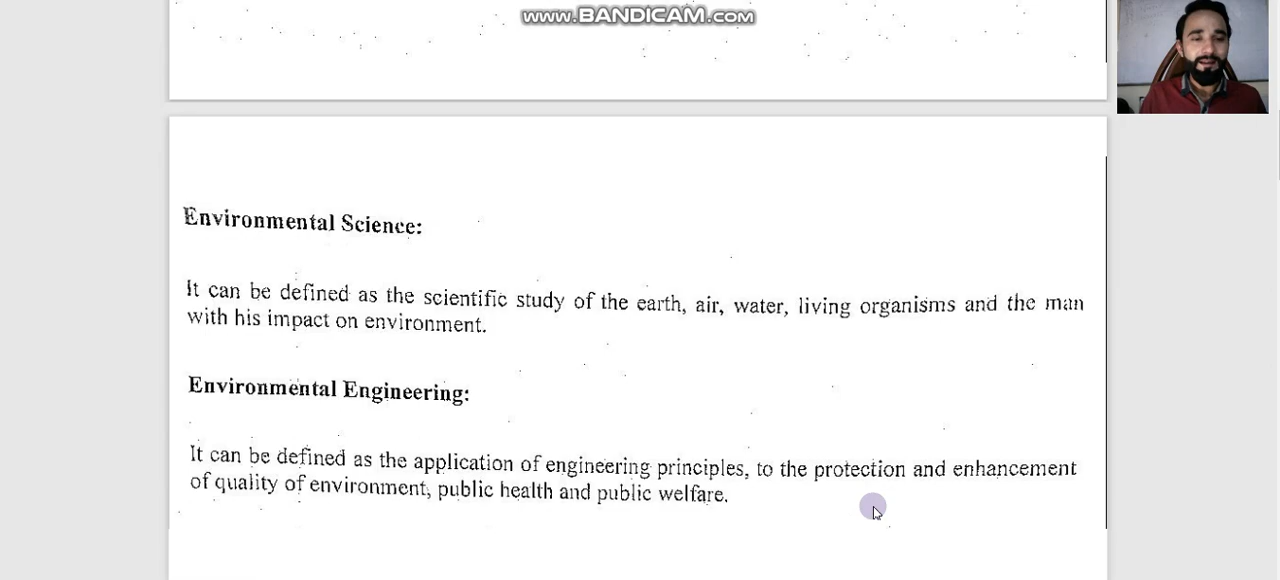 www.BANDICAM.com
Environmental Science:
It can be defined as the scientific study of the earth, air, water, living organisms and the man
with his impact on environment.
Environmental Engineering:
It can be defined as the application of engineering principles, to the protection and enhancement
of quality of environment, public health and public welfare.